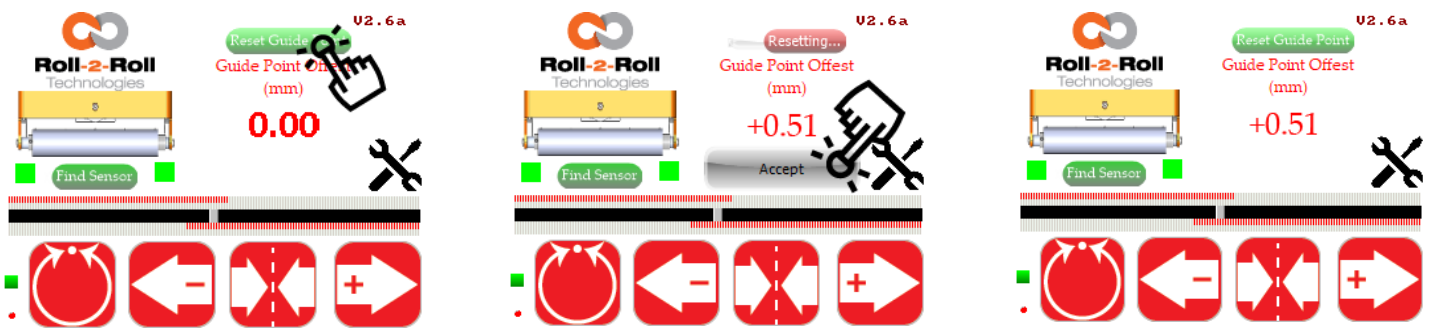 V2.6a
Reset Guide
Roll-2-Roll
Technologies
Guide Point Offest
(mm)
0.00
Find Sensor
−
+
V2.6a
Resetting...
Roll-2-Roll
Technologies
Guide Point Offest
(mm)
+0.51
Accept
Find Sensor
−
+
V2.6a
Reset Guide Point
Roll-2-Roll
Technologies
Guide Point Offest
(mm)
+0.51
Find Sensor
−
+